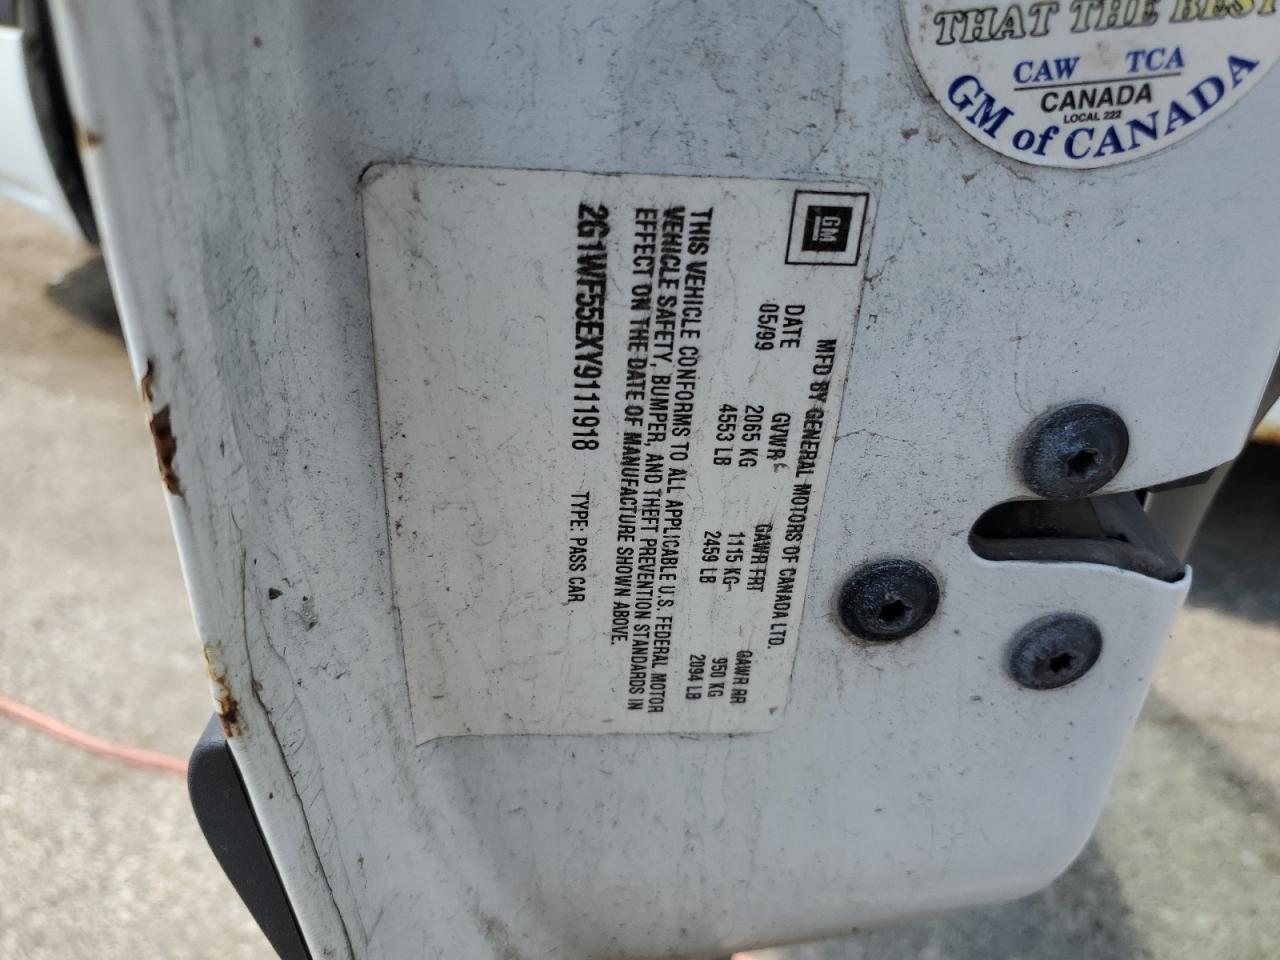 THAT THE BEST
CAW TCA
CANADA
LOCAL 222
GM of CANADA
GM
MFD BY GENERAL MOTORS OF CANADA LTD.
DATE GVWR GAWR FRT GAWR RR
05/99 2065 KG 1115 KG 950 KG
4553 LB 2459 LB 2094 LB
THIS VEHICLE CONFORMS TO ALL APPLICABLE U.S. FEDERAL MOTOR
VEHICLE SAFETY, BUMPER, AND THEFT PREVENTION STANDARDS IN
EFFECT ON THE DATE OF MANUFACTURE SHOWN ABOVE.
2G1WF55EXY9111918 TYPE: PASS CAR